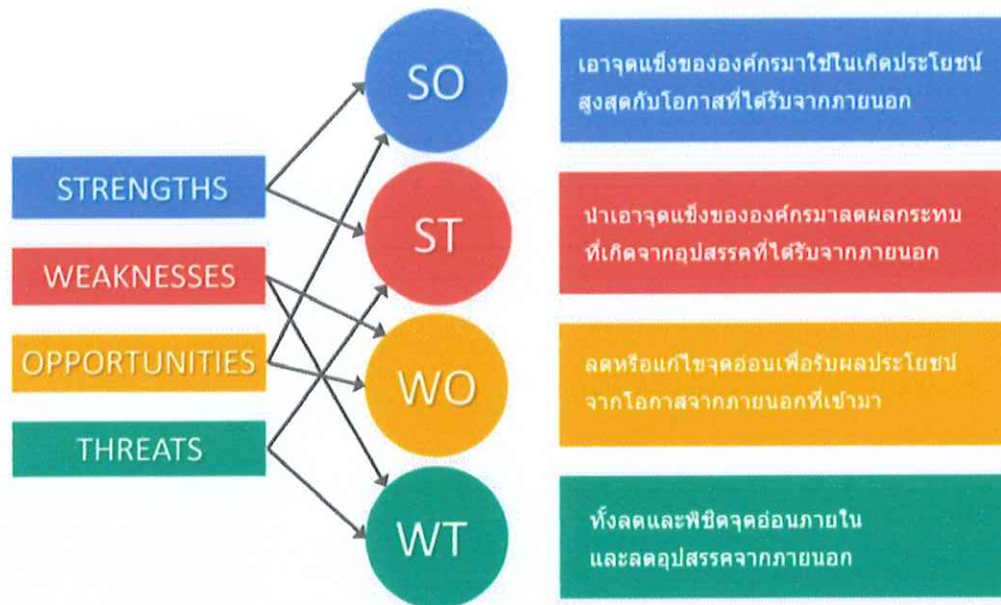 STRENGTHS
WEAKNESSES
OPPORTUNITIES
THREATS
SO
ST
WO
WT
เอาจุดแข็งขององค์กรมาใช้ในเกิดประโยชน์
สูงสุดกับโอกาสที่ได้รับจากภายนอก
นำเอาจุดแข็งขององค์กรมาลดผลกระทบ
ที่เกิดจากอุปสรรคที่ได้รับจากภายนอก
ลดหรือแก้ไขจุดอ่อนเพื่อรับผลประโยชน์
จากโอกาสจากภายนอกที่เข้ามา
ทั้งลดและพิชิตจุดอ่อนภายใน
และลดอุปสรรคจากภายนอก